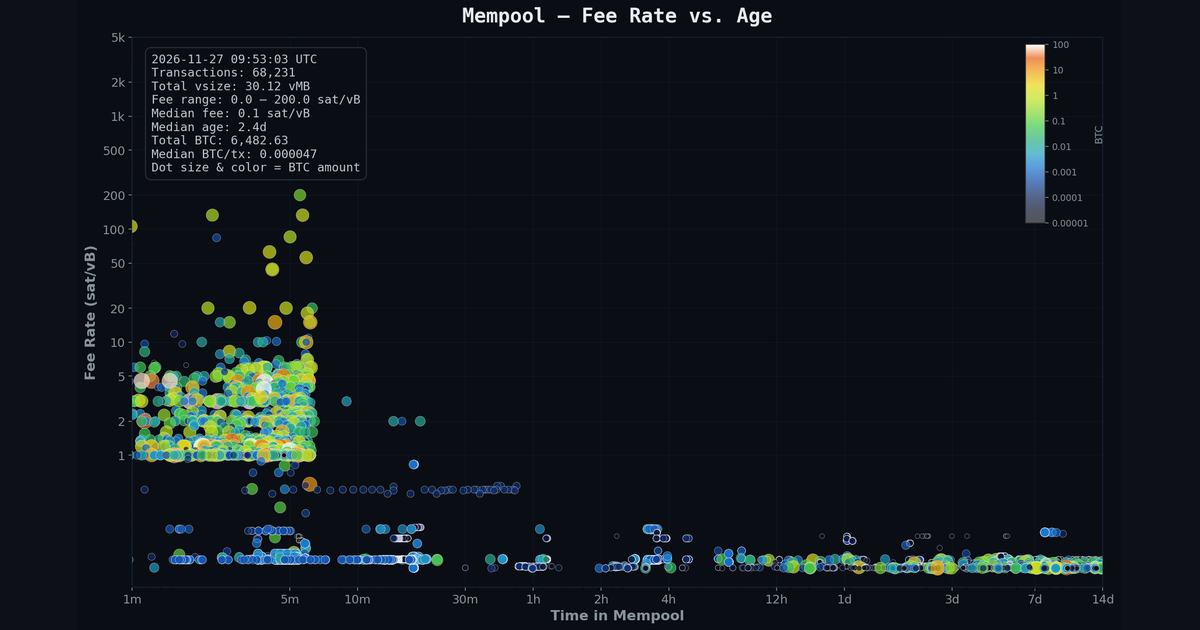 Mempool — Fee Rate vs. Age
2026-11-27 09:53:03 UTC
Transactions: 68,231
Total vsize: 30.12 vMB
Fee range: 0.0 — 200.0 sat/vB
Median fee: 0.1 sat/vB
Median age: 2.4d
Total BTC: 6,482.63
Median BTC/tx: 0.000047
Dot size & color = BTC amount
5k
2k
1k
500
200
100
50
20
10
5
2
1
Fee Rate (sat/vB)
100
10
1
0.1
0.01
0.001
0.0001
0.00001
BTC
1m 5m 10m 30m 1h 2h 4h 12h 1d 3d 7d 14d
Time in Mempool